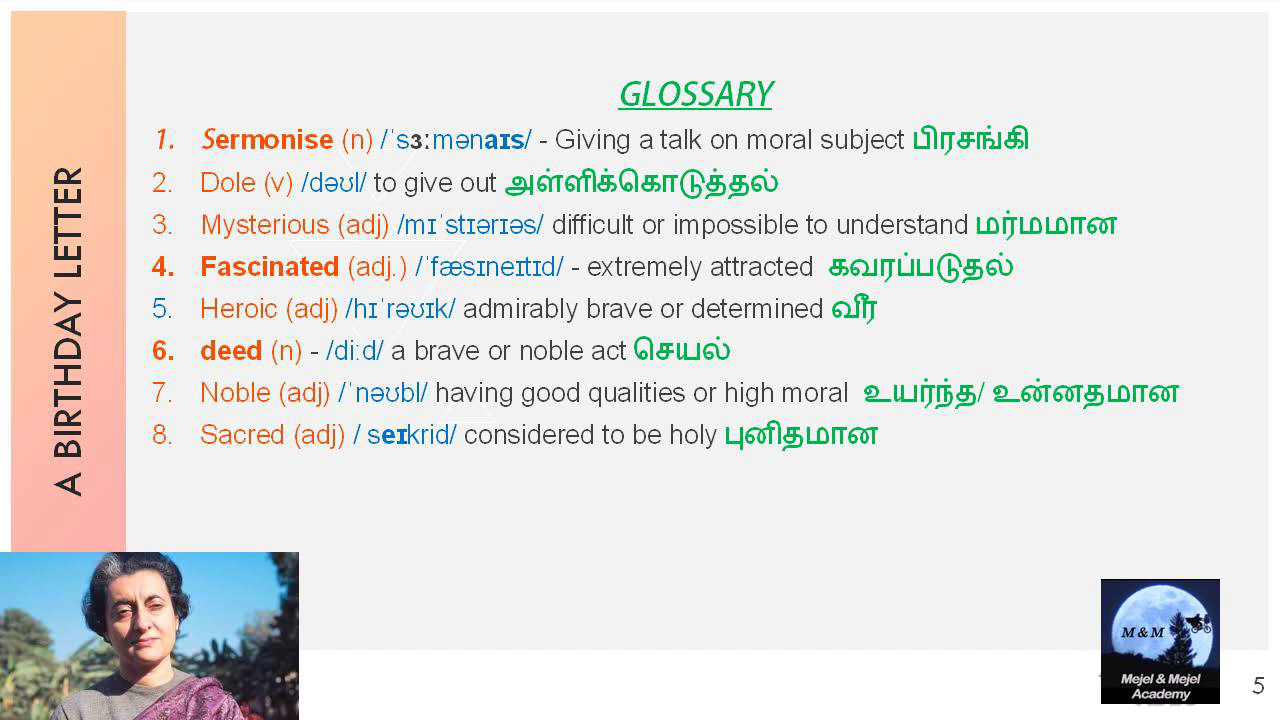 A BIRTHDAY LETTER
GLOSSARY
1. Sermonise (n) /ˈsɜːmənaɪs/ - Giving a talk on moral subject பிரசங்கி
2. Dole (v) /dəʊl/ to give out அள்ளிக்கொடுத்தல்
3. Mysterious (adj) /mɪˈstɪərɪəs/ difficult or impossible to understand மர்மமான
4. Fascinated (adj.) /ˈfæsɪneɪtɪd/ - extremely attracted கவரப்படுதல்
5. Heroic (adj) /hɪˈrəʊɪk/ admirably brave or determined வீர
6. deed (n) - /diːd/ a brave or noble act செயல்
7. Noble (adj) /ˈnəʊbl/ having good qualities or high moral உயர்ந்த/ உன்னதமான
8. Sacred (adj) / seɪkrid/ considered to be holy புனிதமான
M & M
Mejel & Mejel
Academy
5